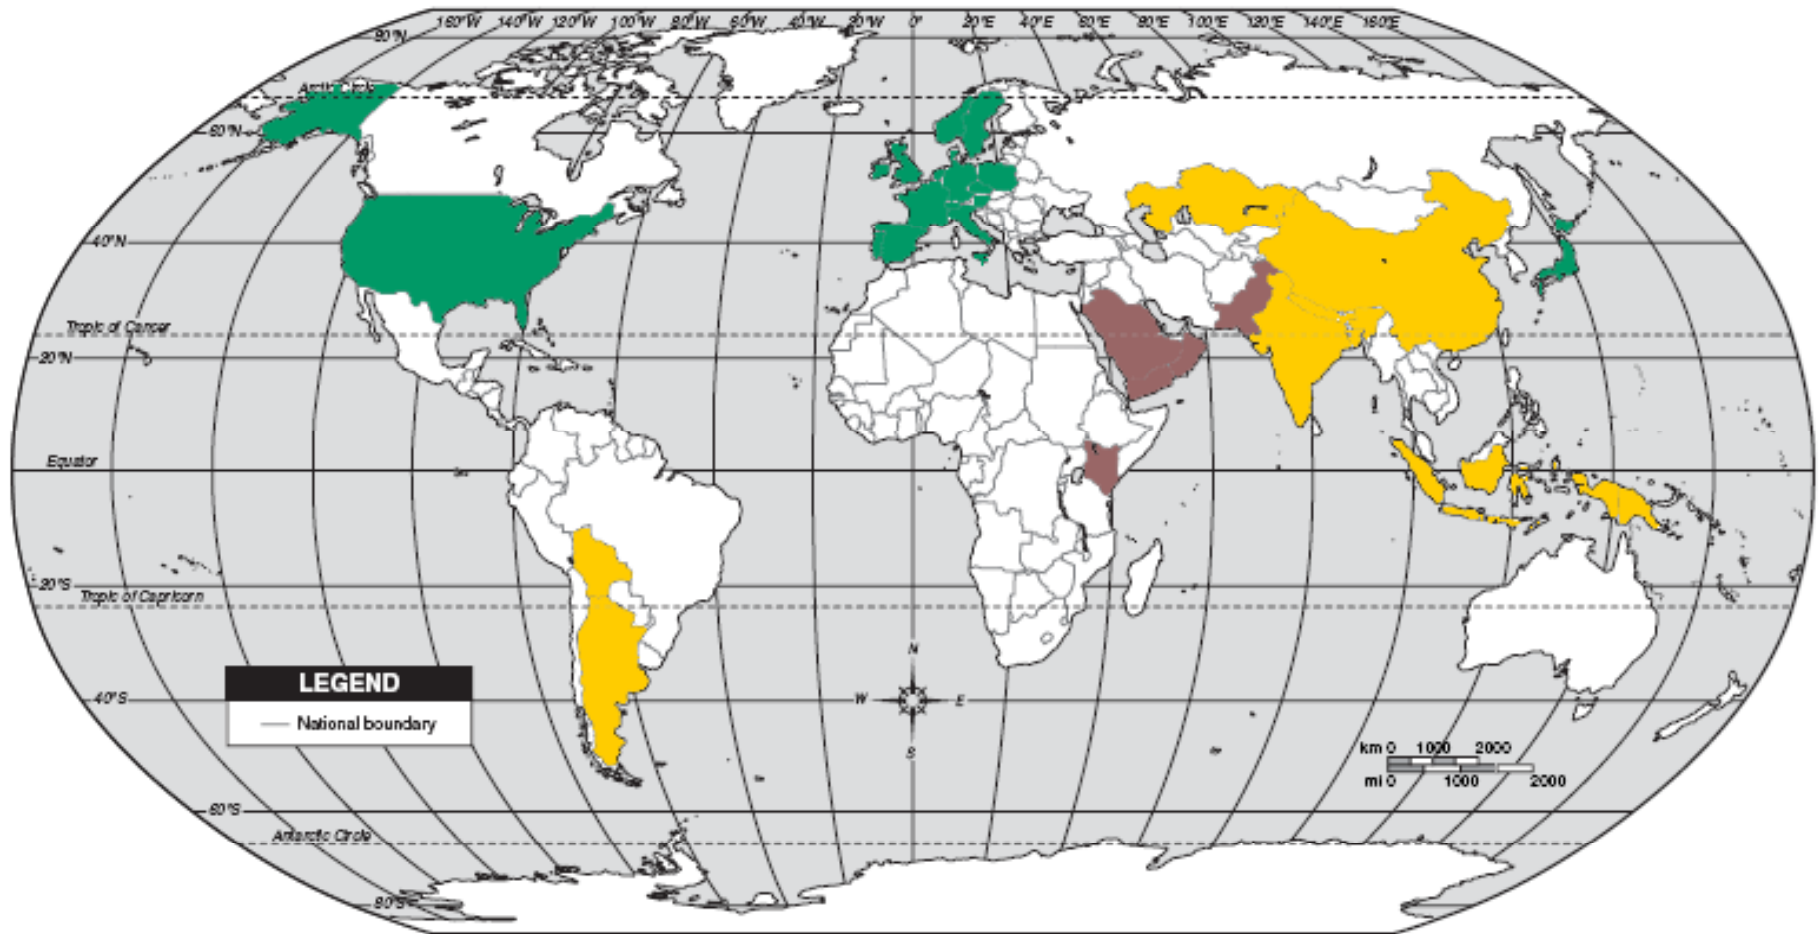 160°W 140°W 120°W 100°W 80°W 60°W 40°W 20°W 0° 20°E 40°E 60°E 80°E 100°E 120°E 140°E 160°E
80°N
Arctic Circle
60°N
40°N
Tropic of Cancer
20°N
Equator
20°S
Tropic of Capricorn
N
LEGEND
40°S
W E
National boundary
S
km 0 1000 2000
mi 0 1000 2000
60°S
Antarctic Circle
80°S